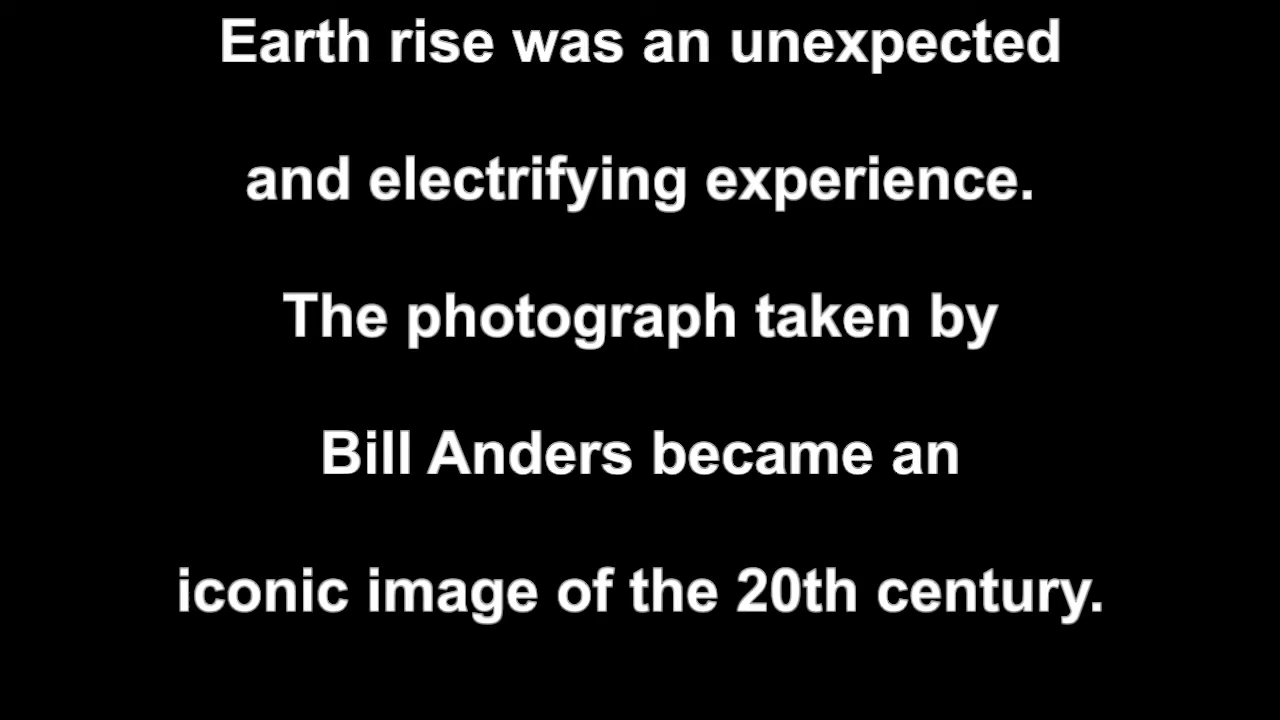 Earth rise was an unexpected
and electrifying experience.
The photograph taken by
Bill Anders became an
iconic image of the 20th century.